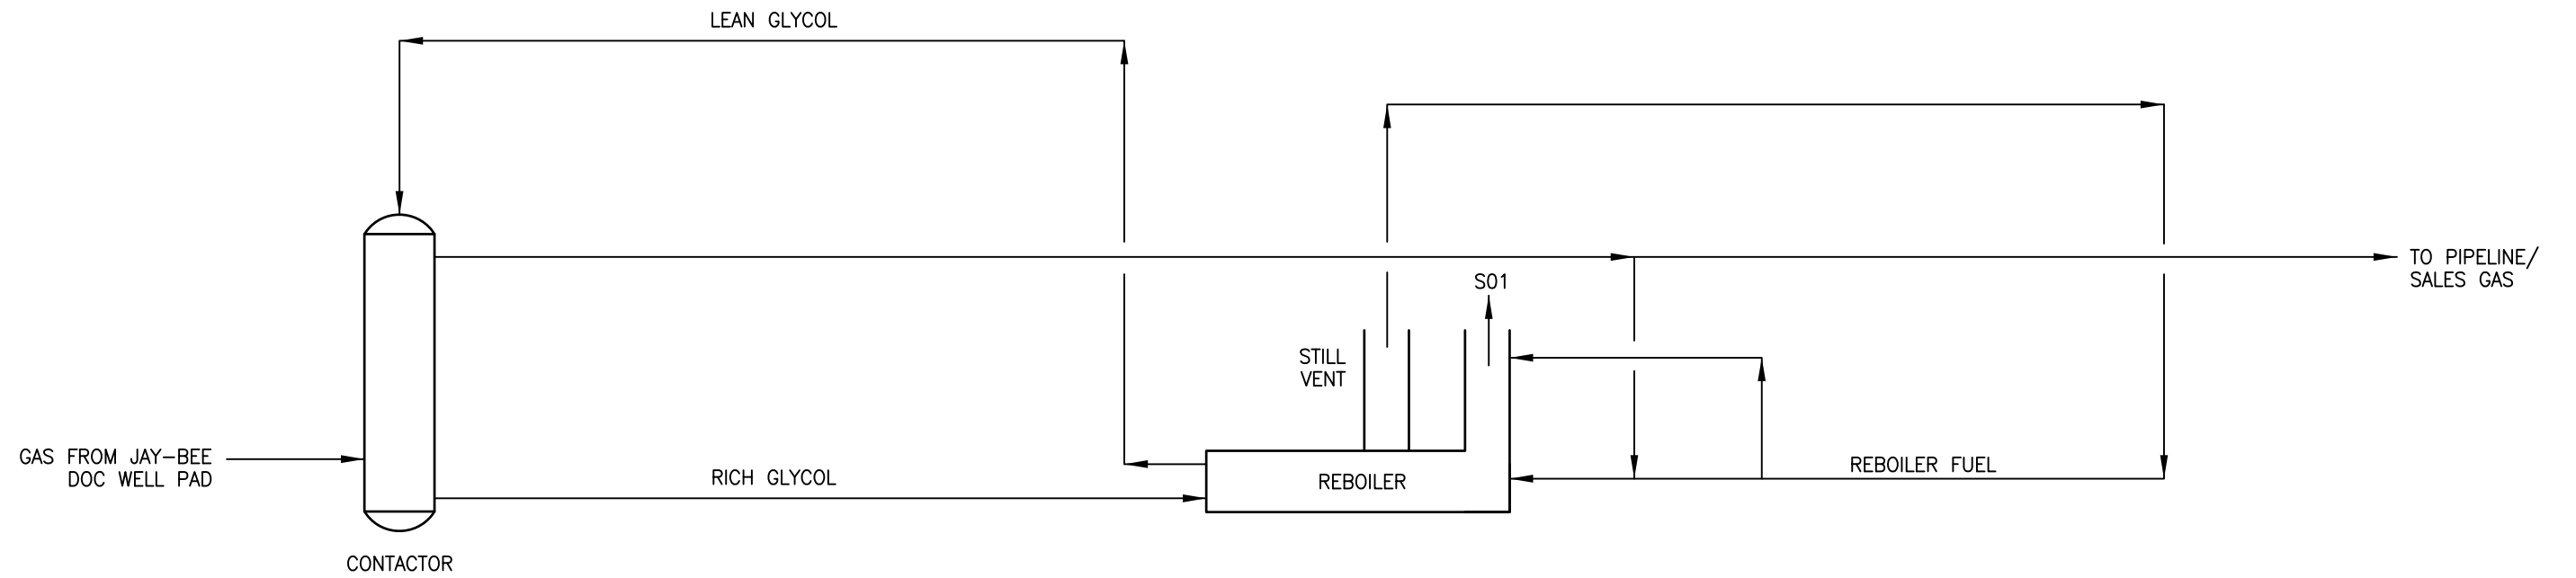 LEAN GLYCOL
TO PIPELINE/
SALES GAS
S01
STILL
VENT
GAS FROM JAY-BEE
DOC WELL PAD
RICH GLYCOL
REBOILER
REBOILER FUEL
CONTACTOR